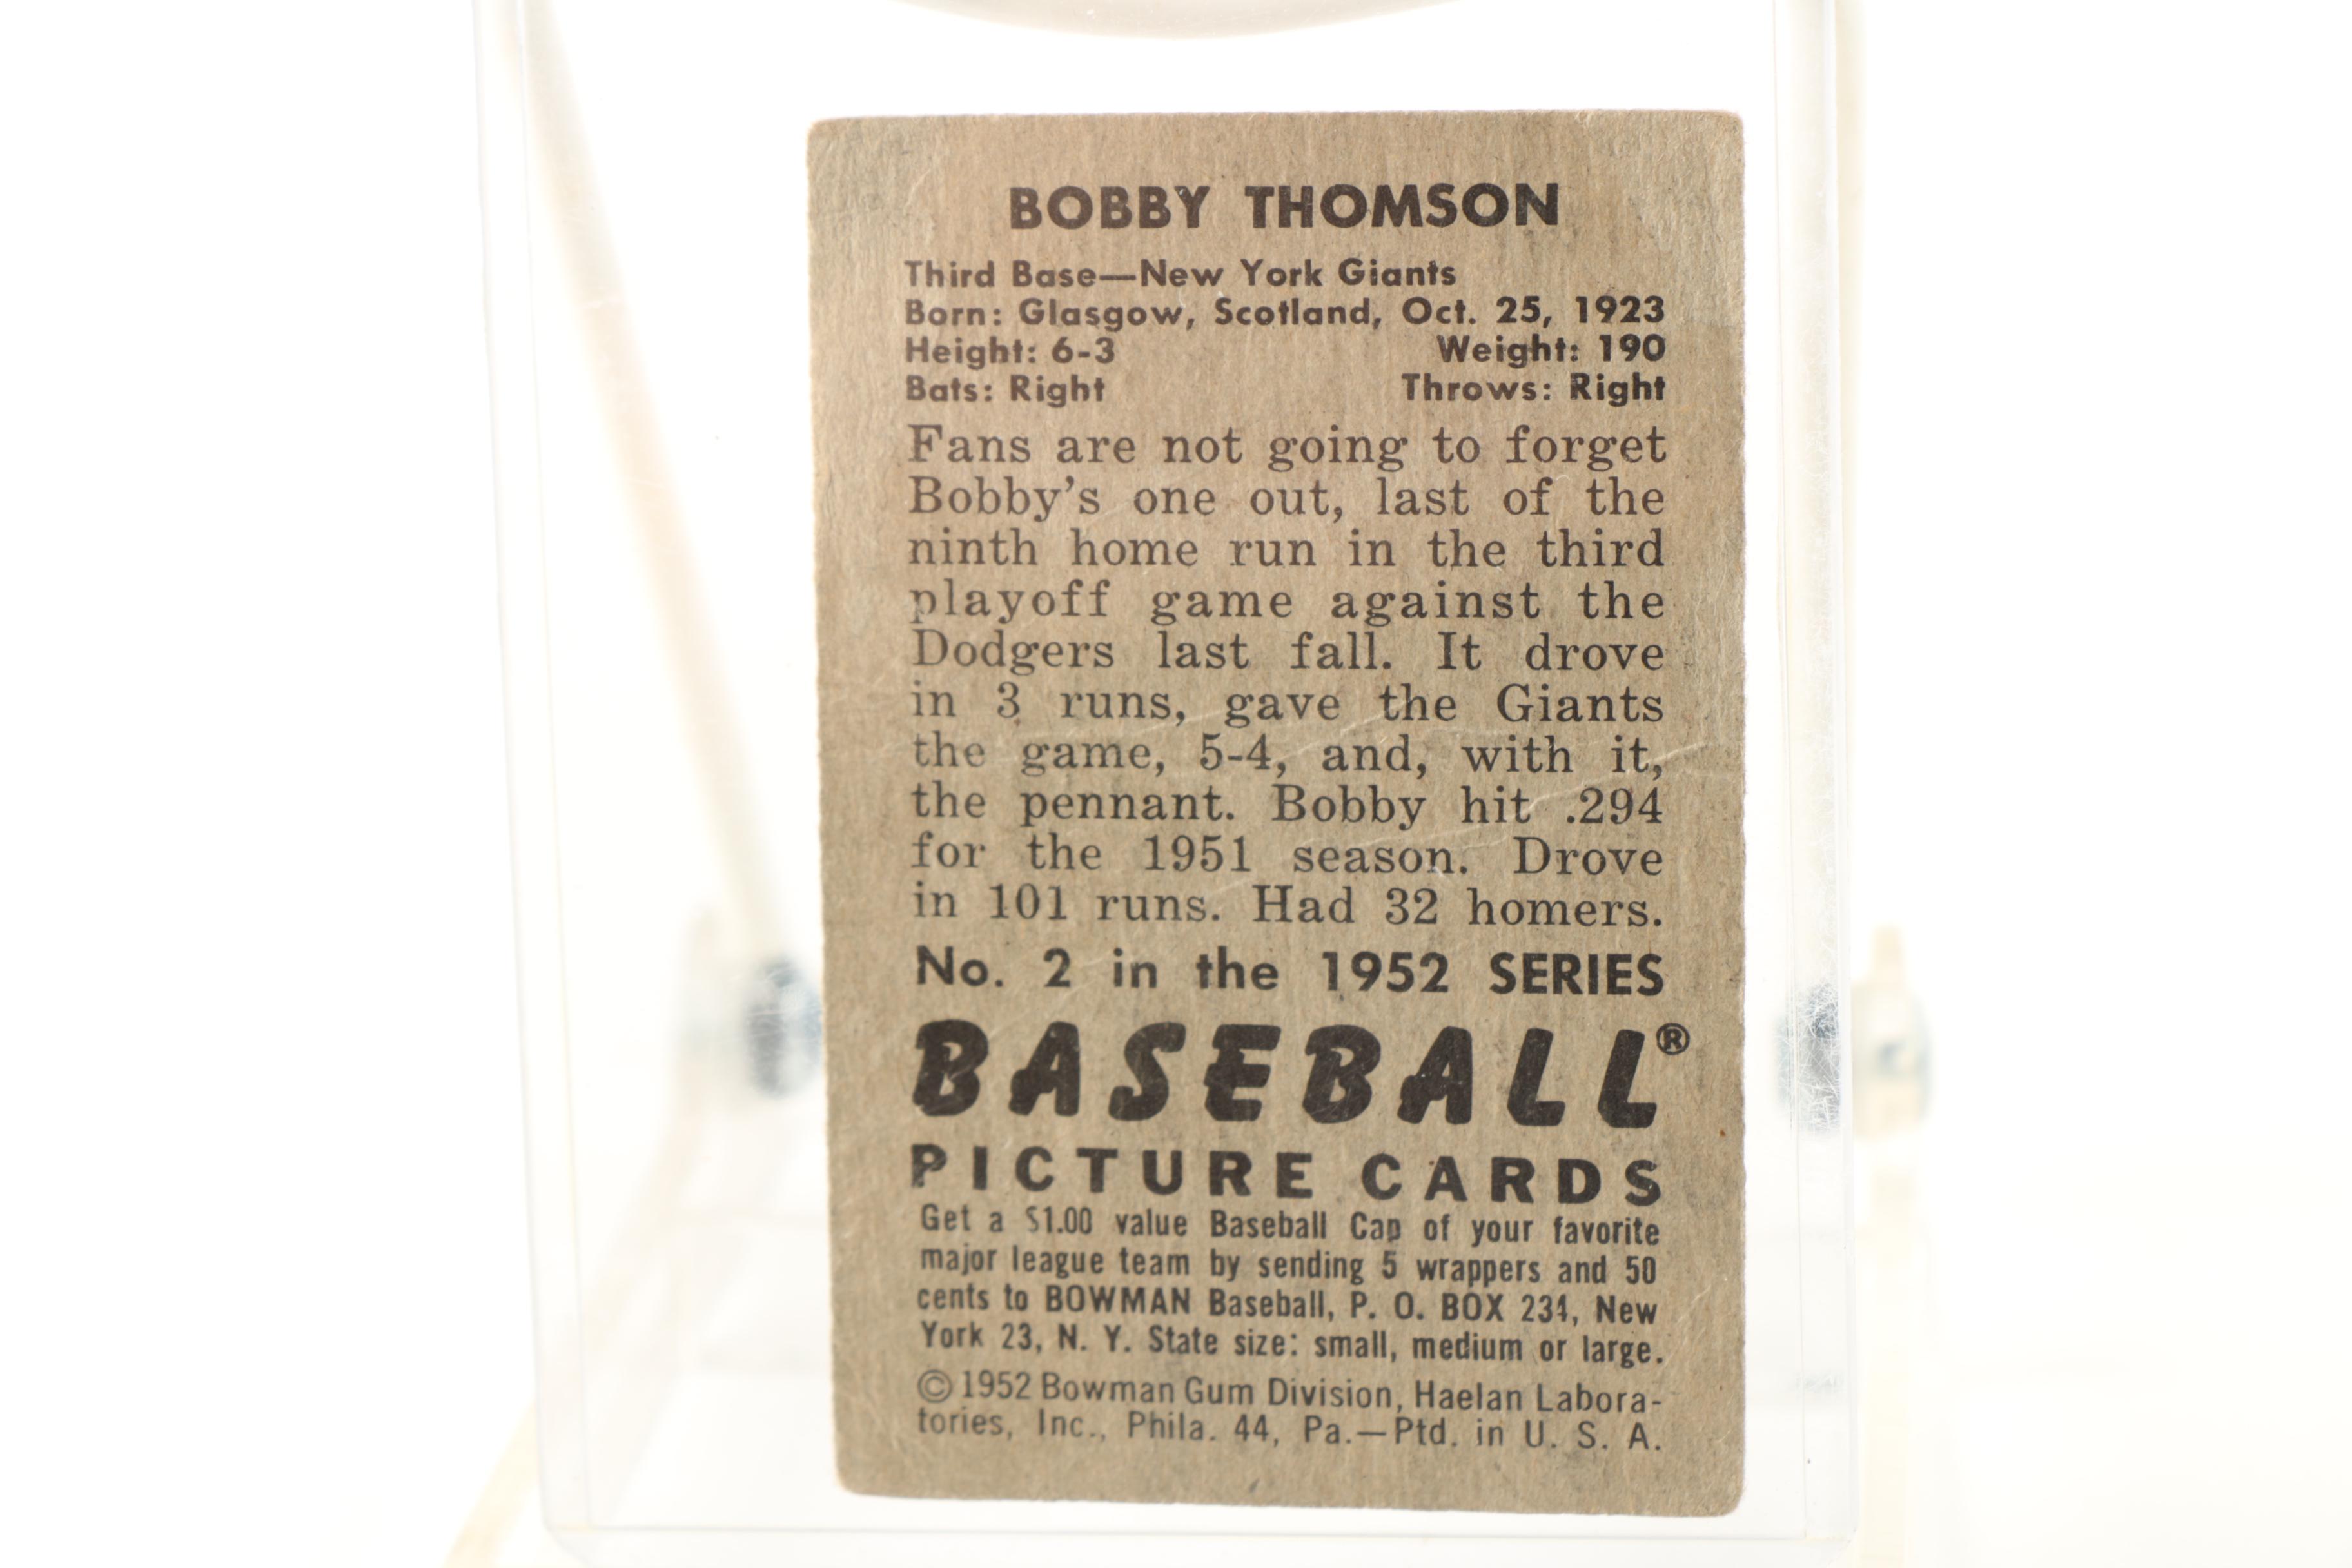 BOBBY THOMSON
Third Base—New York Giants
Born: Glasgow, Scotland, Oct. 25, 1923
Height: 6-3 Weight: 190
Bats: Right Throws: Right
Fans are not going to forget
Bobby's one out, last of the
ninth home run in the third
playoff game against the
Dodgers last fall. It drove
in 3 runs, gave the Giants
the game, 5-4, and, with it,
the pennant. Bobby hit .294
for the 1951 season. Drove
in 101 runs. Had 32 homers.
No. 2 in the 1952 SERIES
BASEBALL®
PICTURE CARDS
Get a $1.00 value Baseball Cap of your favorite
major league team by sending 5 wrappers and 50
cents to BOWMAN Baseball, P. O. BOX 234, New
York 23, N. Y. State size: small, medium or large.
©1952 Bowman Gum Division, Haelan Labora-
tories, Inc., Phila. 44, Pa.—Ptd. in U. S. A.